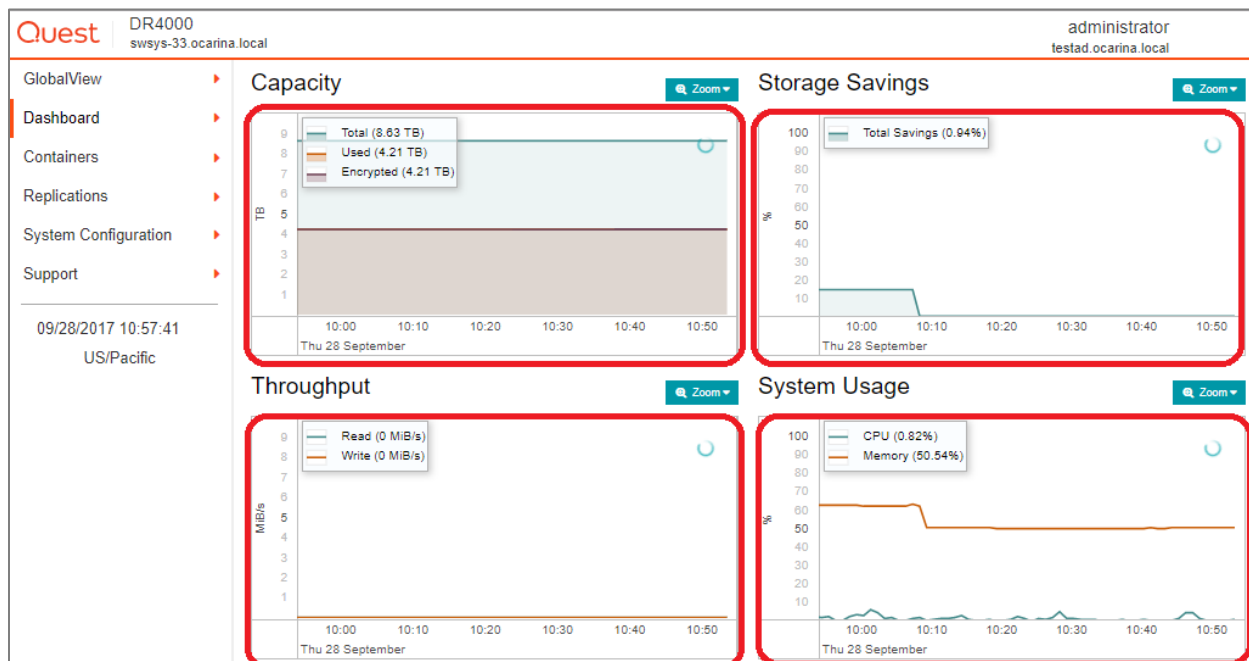 Quest
DR4000
swsys-33.ocarina.local
administrator
testad.ocarina.local
GlobalView
Dashboard
Containers
Replications
System Configuration
Support
09/28/2017 10:57:41
US/Pacific
Capacity
Zoom
Total (8.63 TB)
Used (4.21 TB)
Encrypted (4.21 TB)
9
8
7
6
5
4
3
2
1
TB
10:00 10:10 10:20 10:30 10:40 10:50
Thu 28 September
Storage Savings
Zoom
Total Savings (0.94%)
100
90
80
70
60
50
40
30
20
10
%
10:00 10:10 10:20 10:30 10:40 10:50
Thu 28 September
Throughput
Zoom
Read (0 MiB/s)
Write (0 MiB/s)
9
8
7
6
5
4
3
2
1
MiB/s
10:00 10:10 10:20 10:30 10:40 10:50
Thu 28 September
System Usage
Zoom
CPU (0.82%)
Memory (50.54%)
100
90
80
70
60
50
40
30
20
10
%
10:00 10:10 10:20 10:30 10:40 10:50
Thu 28 September